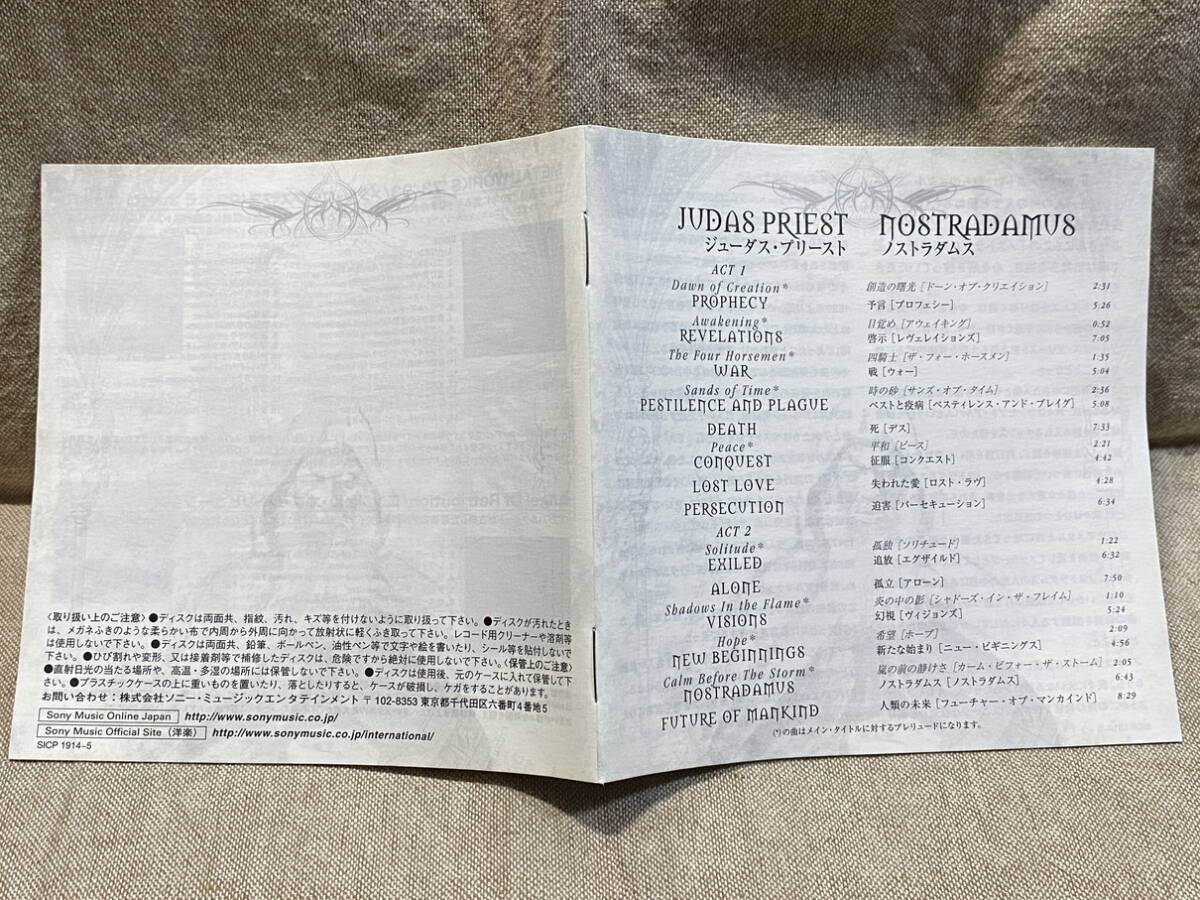 〈取り扱い上のご注意〉●ディスクは両面共、指紋、汚れ、キズ等を付けないように取り扱って下さい。●ディスクが汚れたとき
は、メガネふきのような柔らかい布で内周から外周に向かって放射状に軽くふき取って下さい。レコード用クリーナーや溶剤等
は使用しないで下さい。●ディスクは両面共、鉛筆、ボールペン、油性ペン等で文字や絵を書いたり、シール等を貼付しないで
下さい。●ひび割れや変形、又は接着剤等で補修したディスクは、危険ですから絶対に使用しないで下さい。〈保管上のご注意〉
●直射日光の当たる場所や、高温・多湿の場所には保管しないで下さい。●ディスクは使用後、元のケースに入れて保管して下
さい。●プラスチックケースの上に重いものを置いたり、落としたりすると、ケースが破損し、ケガをすることがあります。
お問い合わせ：株式会社ソニー・ミュージックエンタテインメント 〒102-8353 東京都千代田区六番町4番地5
Sony Music Online Japan http://www.sonymusic.co.jp/
Sony Music Official Site（洋楽） http://www.sonymusic.co.jp/international/
SICP 1914~5
JUDAS PRIEST NOSTRADAMUS
ジューダス・プリースト ノストラダムス
ACT 1
Dawn of Creation* 創造の曙光［ドーン・オブ・クリエイション］ 2:31
PROPHECY 予言［プロフェシー］ 5:26
Awakening* 目覚め［アウェイキング］ 0:52
REVELATIONS 啓示［レヴェレイションズ］ 7:05
The Four Horsemen* 四騎士［ザ・フォー・ホースメン］ 1:35
WAR 戦［ウォー］ 5:04
Sands of Time* 時の砂［サンズ・オブ・タイム］ 2:36
PESTILENCE AND PLAGUE ペストと疫病［ペスティレンス・アンド・プレイグ］ 5:08
DEATH 死［デス］ 7:33
Peace* 平和［ピース］ 2:21
CONQUEST 征服［コンクエスト］ 4:42
LOST LOVE 失われた愛［ロスト・ラヴ］ 4:28
PERSECUTION 迫害［パーセキューション］ 6:34
ACT 2
Solitude* 孤独［ソリチュード］ 1:22
EXILED 追放［エグザイルド］ 6:32
ALONE 孤立［アローン］ 7:50
Shadows In the Flame* 炎の中の影［シャドーズ・イン・ザ・フレイム］ 1:10
VISIONS 幻視［ヴィジョンズ］ 5:24
Hope* 希望［ホープ］ 2:09
NEW BEGINNINGS 新たな始まり［ニュー・ビギニングス］ 4:56
Calm Before The Storm* 嵐の前の静けさ［カーム・ビフォー・ザ・ストーム］ 2:05
NOSTRADAMUS ノストラダムス［ノストラダムス］ 6:43
FUTURE OF MANKIND 人類の未来［フューチャー・オブ・マンカインド］ 8:29
(*)の曲はメイン・タイトルに対するプレリュードになります。